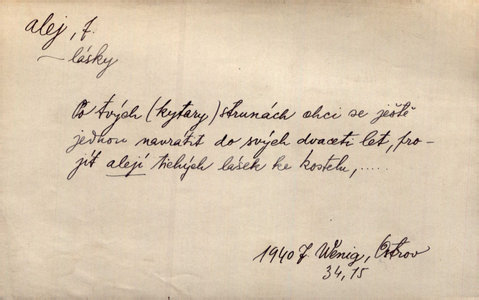 alej, f.
~ lásky
Po tvých (kytary) strunách chci se ještě
jednou navrátit do svých dvaceti let, pro-
jít alejí tichých lásek ke kostelu, .....
1940 J. Wenig, Ostrov
34, 15